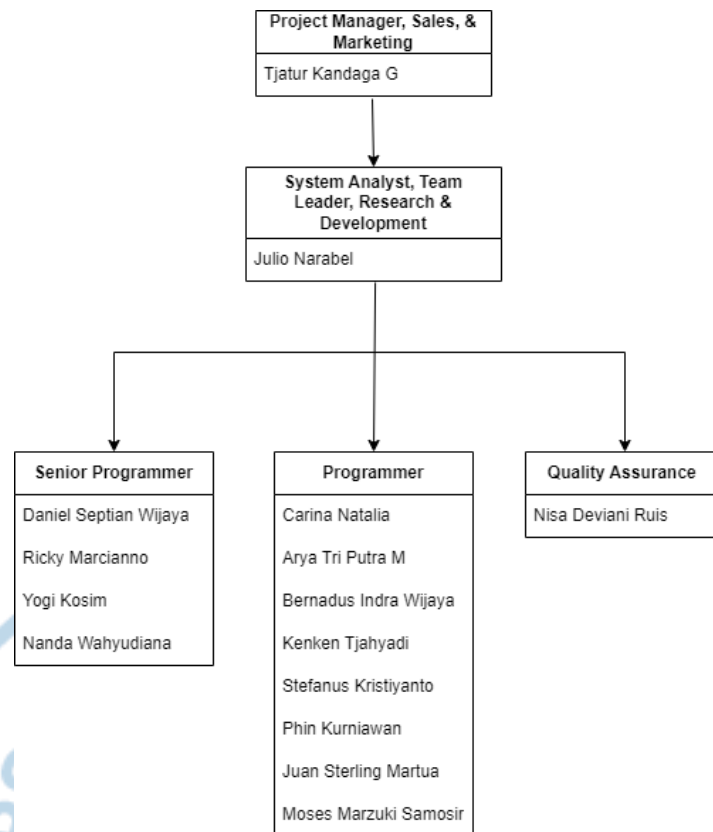 Project Manager, Sales, &
Marketing
Tjatur Kandaga G
System Analyst, Team
Leader, Research &
Development
Julio Narabel
Senior Programmer
Daniel Septian Wijaya
Ricky Marcianno
Yogi Kosim
Nanda Wahyudiana
Programmer
Carina Natalia
Arya Tri Putra M
Bernadus Indra Wijaya
Kenken Tjahyadi
Stefanus Kristiyanto
Phin Kurniawan
Juan Sterling Martua
Moses Marzuki Samosir
Quality Assurance
Nisa Deviani Ruis